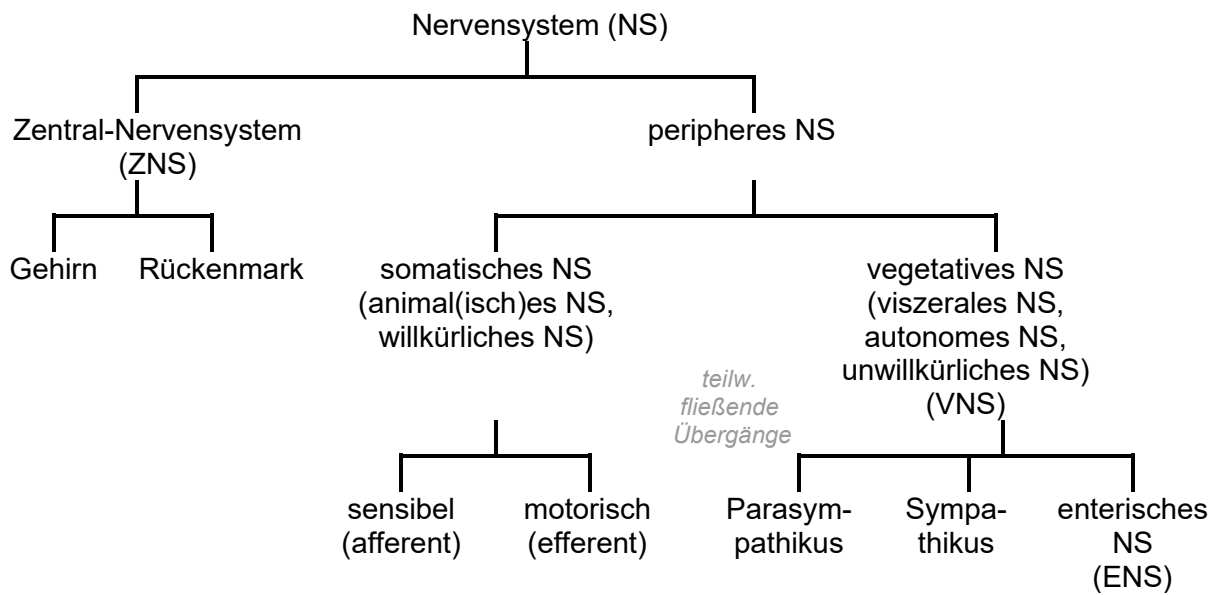 Nervensystem (NS)
Zentral-Nervensystem
(ZNS)
peripheres NS
Gehirn
Rückenmark
somatisches NS
(animal(isch)es NS,
willkürliches NS)
vegetatives NS
(viszerales NS,
autonomes NS,
unwillkürliches NS)
(VNS)
teilw.
fließende
Übergänge
sensibel
(afferent)
motorisch
(efferent)
Parasym-
pathikus
Sympa-
thikus
enterisches
NS
(ENS)